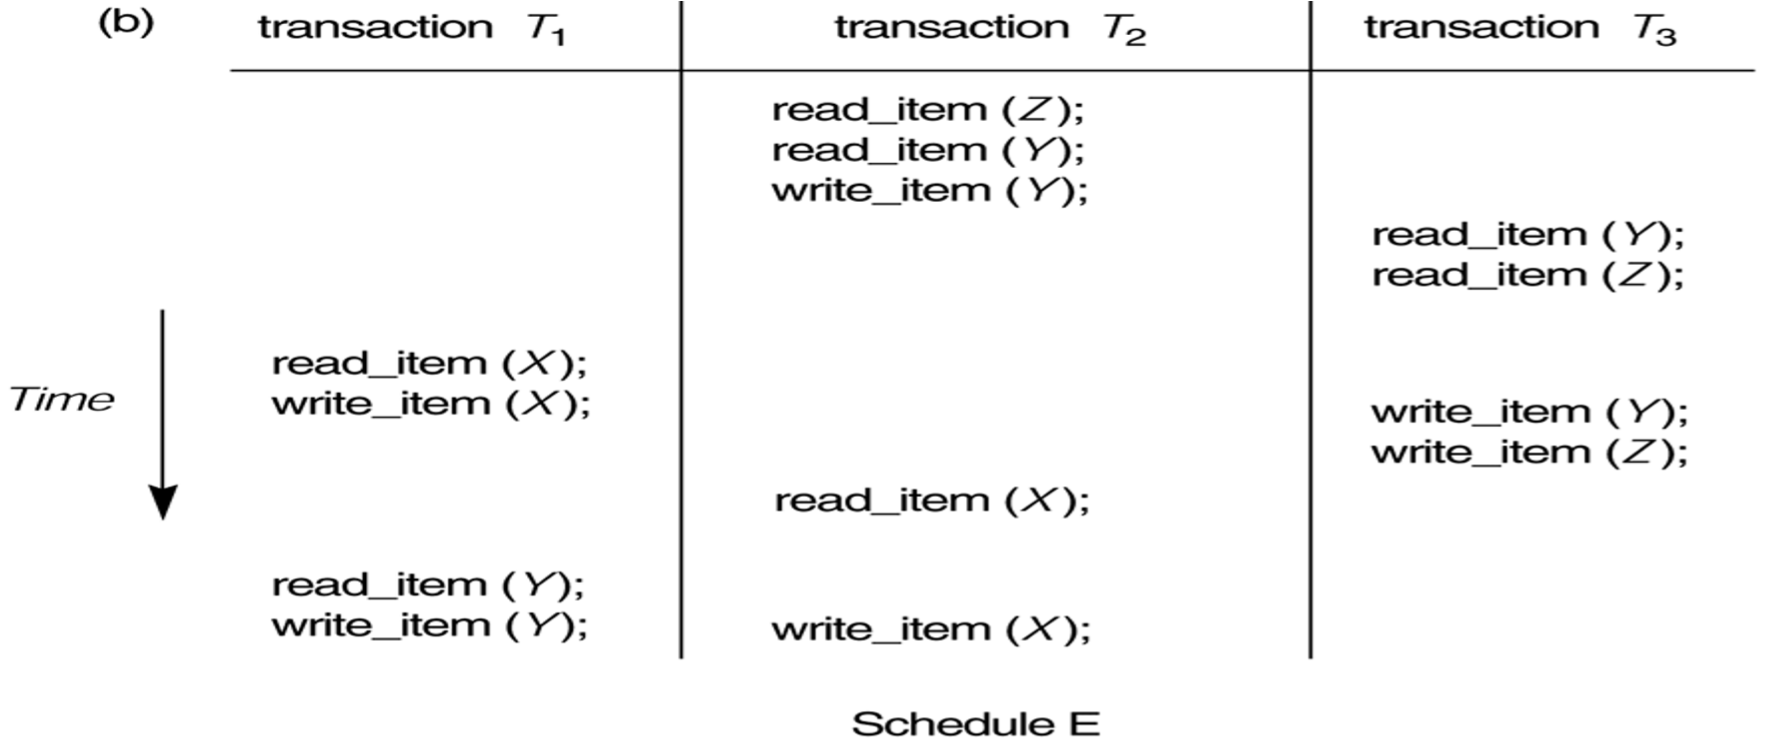 (b) transaction T1 transaction T2 transaction T3
read_item (Z);
read_item (Y);
write_item (Y);
read_item (Y);
read_item (Z);
read_item (X);
write_item (X);
Time
write_item (Y);
write_item (Z);
read_item (X);
read_item (Y);
write_item (Y);
write_item (X);
Schedule E